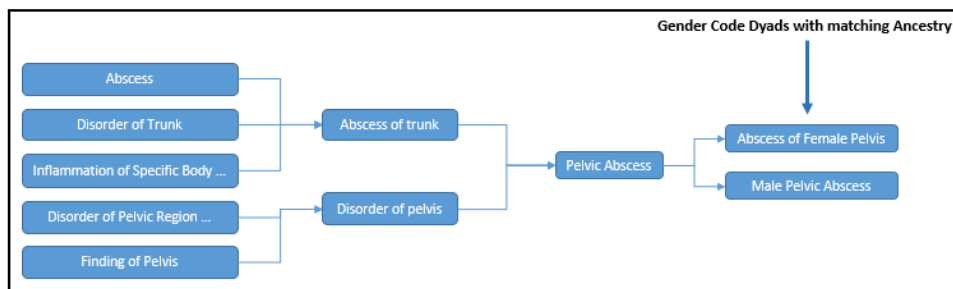 Gender Code Dyads with matching Ancestry
Abscess
Disorder of Trunk
Inflammation of Specific Body ...
Disorder of Pelvic Region ...
Finding of Pelvis
Abscess of trunk
Disorder of pelvis
Pelvic Abscess
Abscess of Female Pelvis
Male Pelvic Abscess